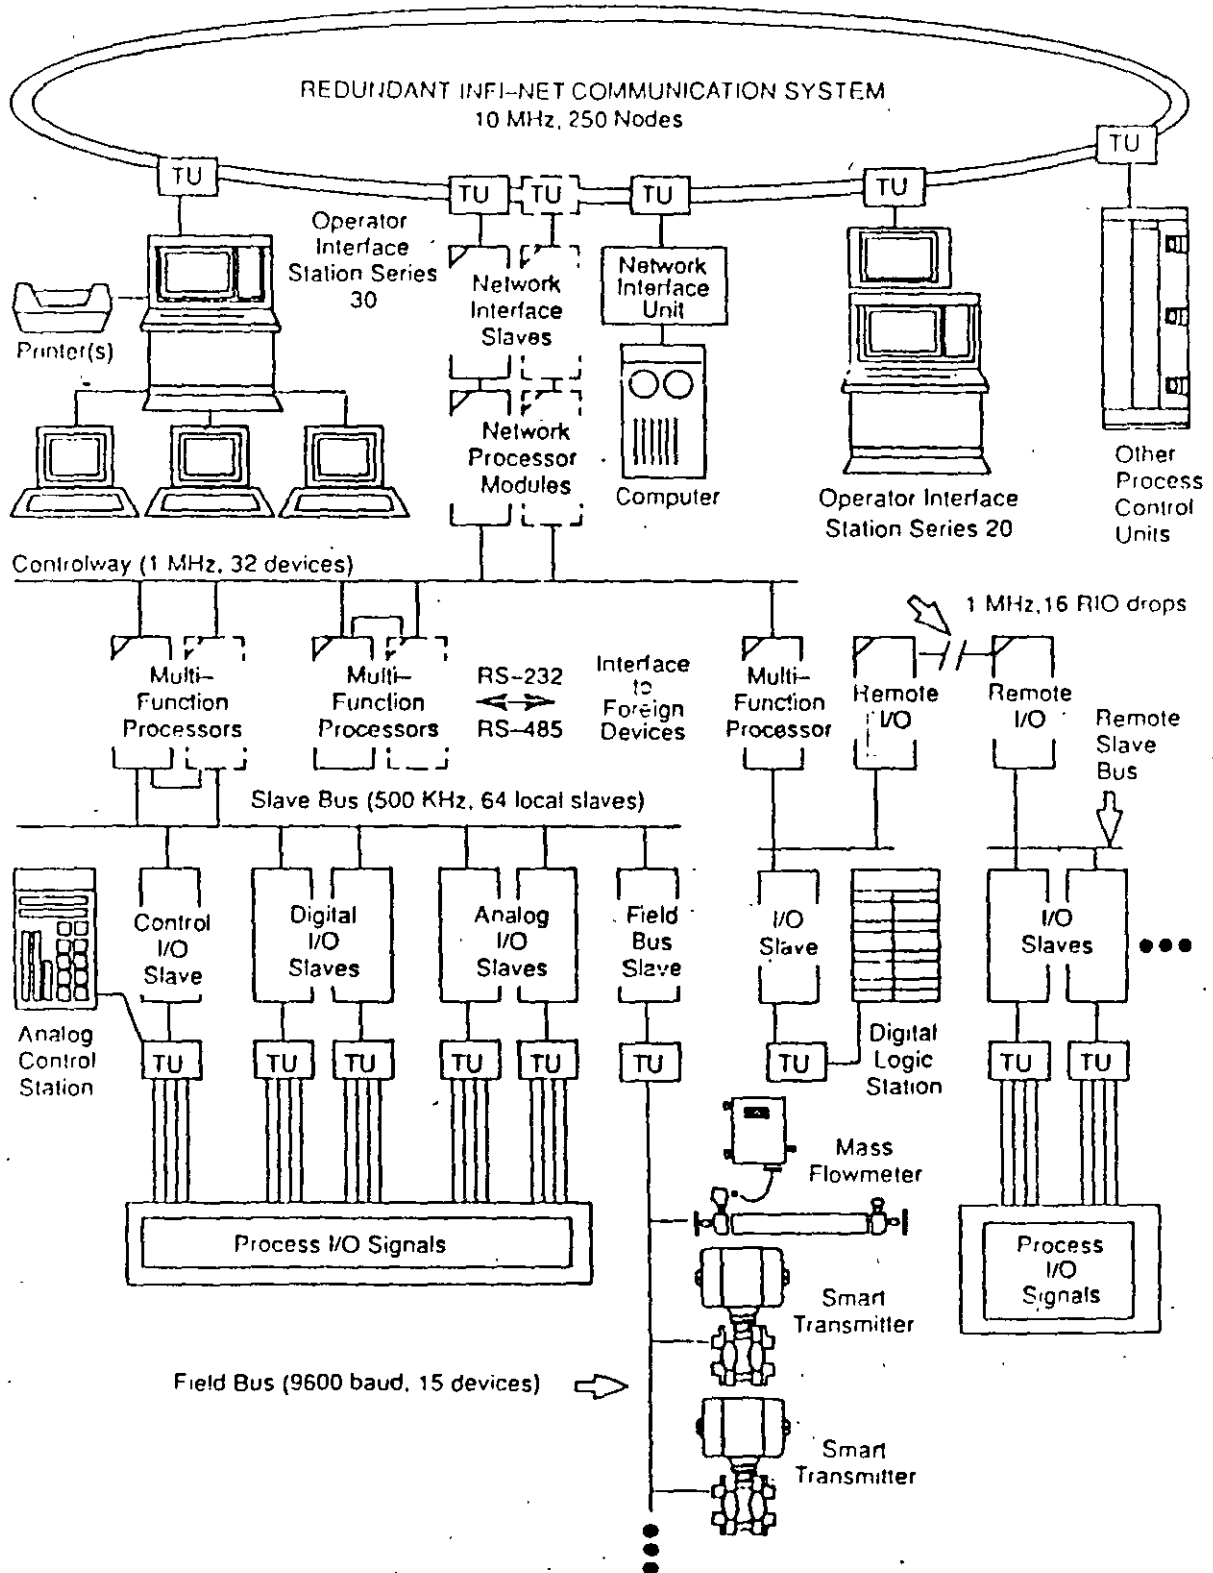 REDUNDANT INFI-NET COMMUNICATION SYSTEM
10 MHz, 250 Nodes
TU
TU
TU
TU
TU
TU
Operator
Interface
Station Series
30
Printer(s)
Network
Interface
Slaves
Network
Interface
Unit
Network
Processor
Modules
Computer
Operator Interface
Station Series 20
Other
Process
Control
Units
Controlway (1 MHz, 32 devices)
1 MHz, 16 RIO drops
Multi-
Function
Processors
Multi-
Function
Processors
RS-232
RS-485
Interface
to
Foreign
Devices
Multi-
Function
Processor
Remote
I/O
Remote
I/O
Remote
Slave
Bus
Slave Bus (500 KHz, 64 local slaves)
Control
I/O
Slave
Digital
I/O
Slaves
Analog
I/O
Slaves
Field
Bus
Slave
I/O
Slave
I/O
Slaves
Analog
Control
Station
TU
TU
TU
TU
TU
TU
TU
Digital
Logic
Station
TU
TU
Mass
Flowmeter
Process I/O Signals
Process
I/O
Signals
Smart
Transmitter
Field Bus (9600 baud, 15 devices)
Smart
Transmitter